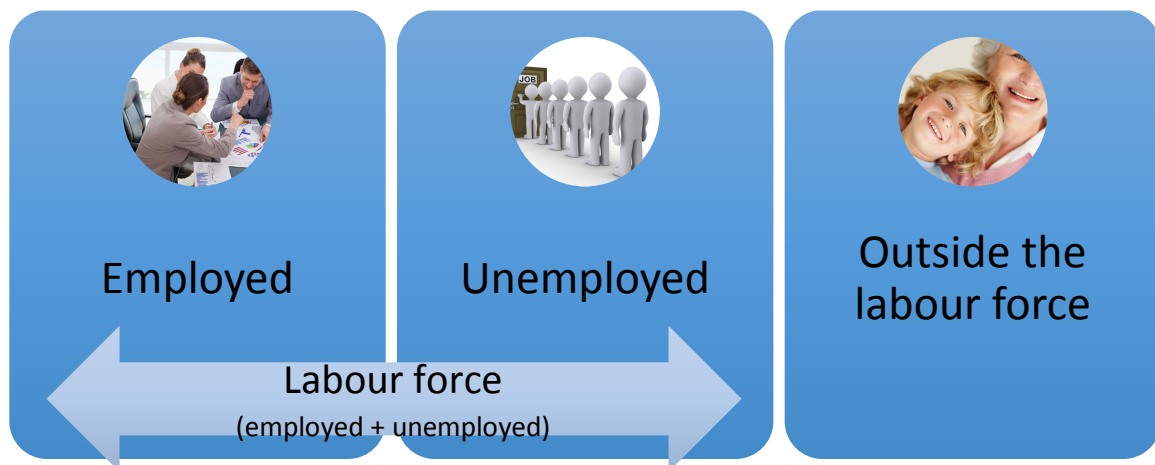 JOB
Employed
Unemployed
Outside the
labour force
Labour force
(employed + unemployed)